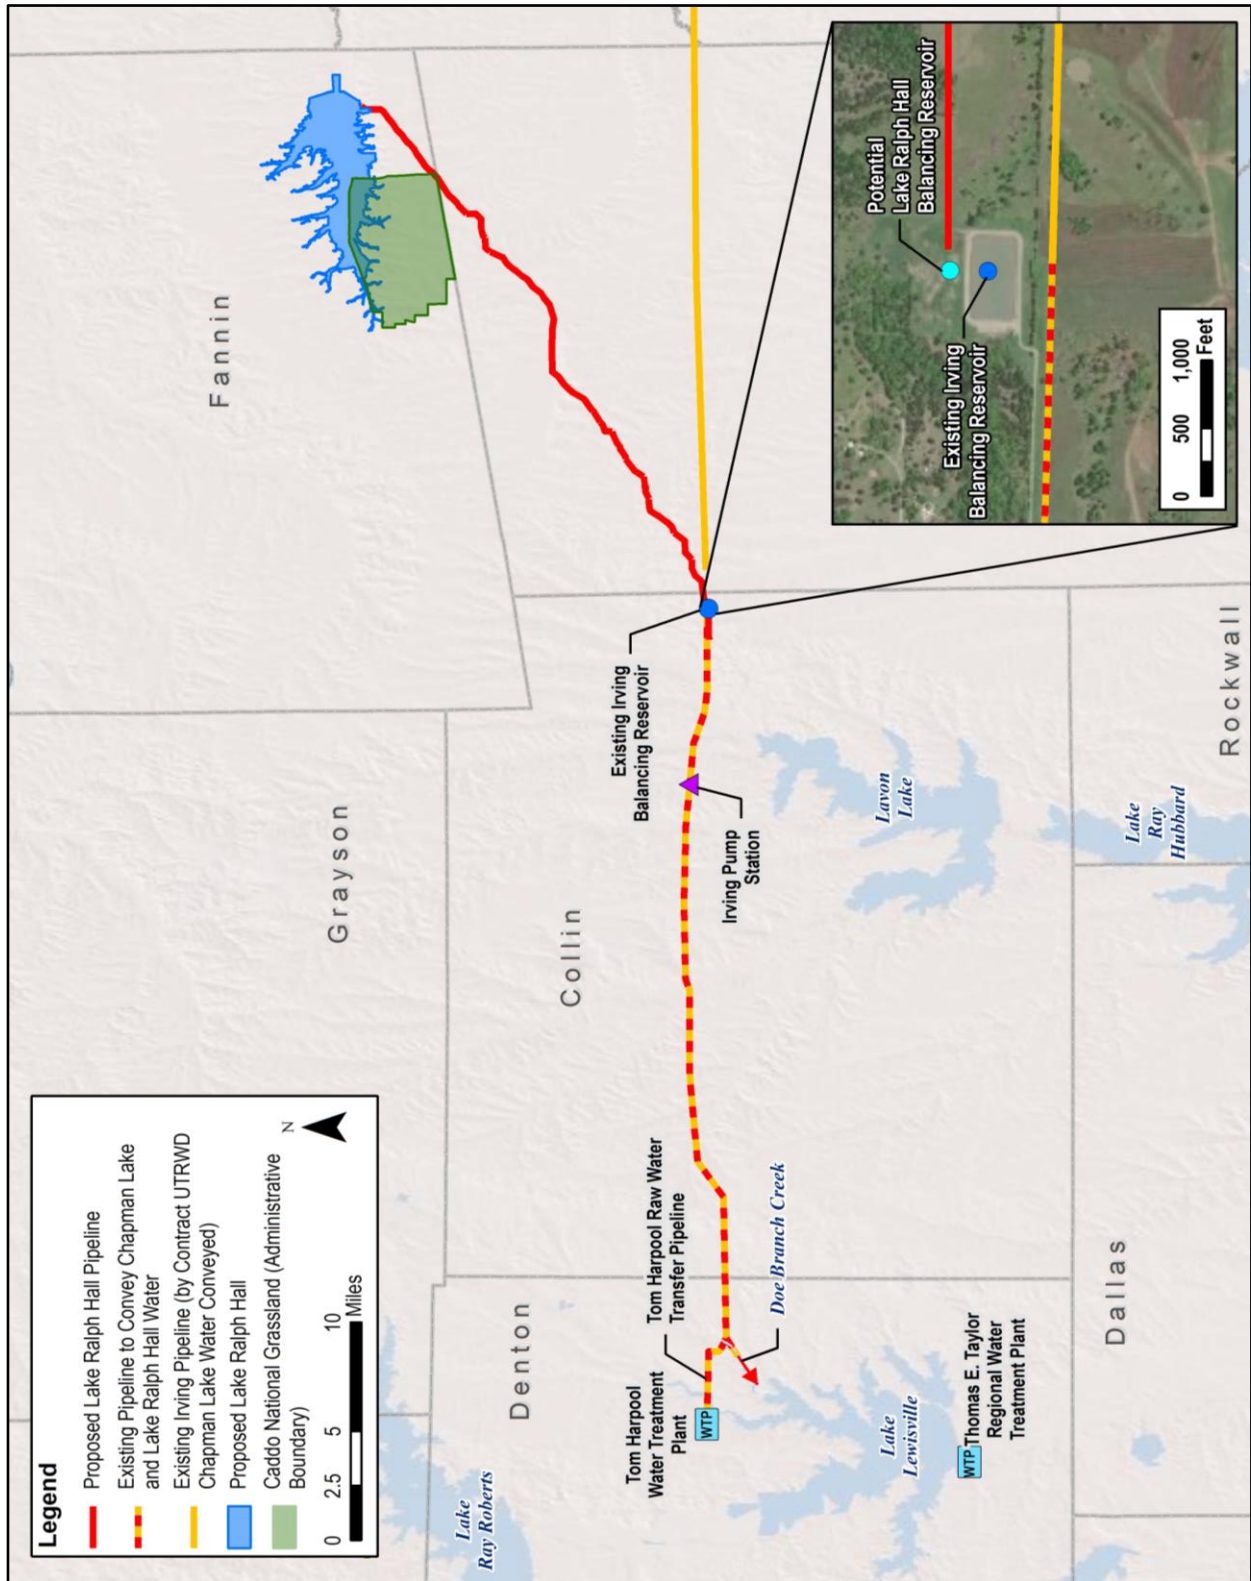 Legend
Proposed Lake Ralph Hall Pipeline
Existing Pipeline to Convey Chapman Lake
and Lake Ralph Hall Water
Existing Irving Pipeline (by Contract UTRWD
Chapman Lake Water Conveyed)
Proposed Lake Ralph Hall
Caddo National Grassland (Administrative
Boundary)
N
0 2.5 5 10
Miles
Grayson
Fannin
Collin
Denton
Dallas
Rockwall
Lake
Ray Roberts
Tom Harpool
Water Treatment
Plant
WTP
Tom Harpool Raw Water
Transfer Pipeline
Doe Branch Creek
Lake
Lewisville
WTP
Thomas E. Taylor
Regional Water
Treatment Plant
Irving Pump
Station
Existing Irving
Balancing Reservoir
Lavon
Lake
Lake
Ray
Hubbard
Potential
Lake Ralph Hall
Balancing Reservoir
Existing Irving
Balancing Reservoir
0 500 1,000
Feet